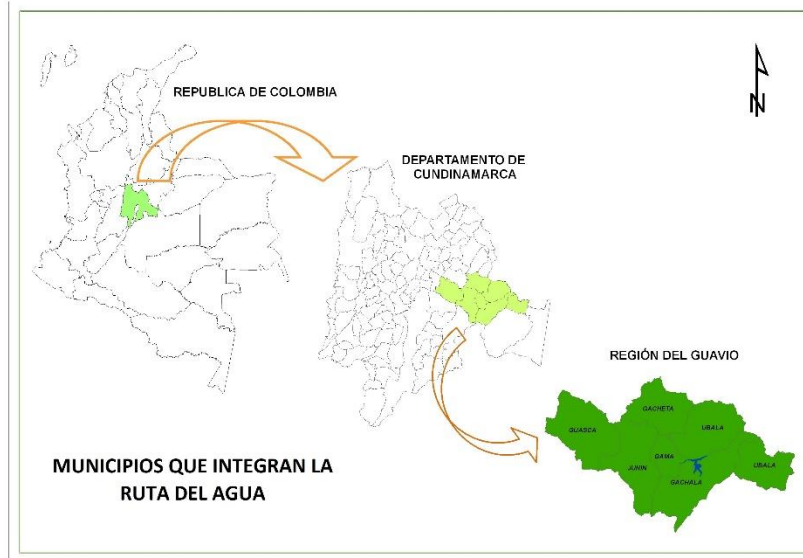 REPUBLICA DE COLOMBIA
DEPARTAMENTO DE
CUNDINAMARCA
N
REGIÓN DEL GUAVIO
GACHETA
GUASCA
UBALA
GAMA
JUNIN
UBALA
GACHALA
MUNICIPIOS QUE INTEGRAN LA
RUTA DEL AGUA